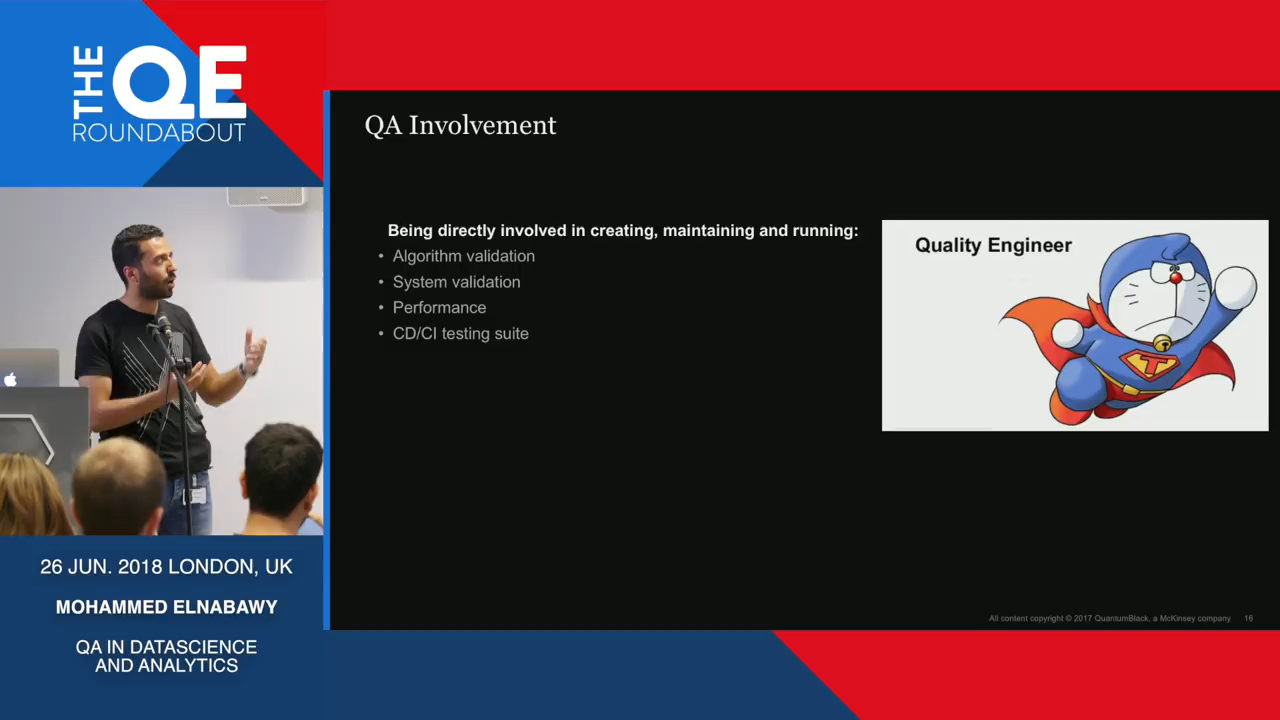 THE
QE
ROUNDABOUT
26 JUN. 2018 LONDON, UK
MOHAMMED ELNABAWY
QA IN DATASCIENCE
AND ANALYTICS
QA Involvement
Being directly involved in creating, maintaining and running:
• Algorithm validation
• System validation
• Performance
• CD/CI testing suite
Quality Engineer
T
All content copyright © 2017 QuantumBlack, a McKinsey company 16